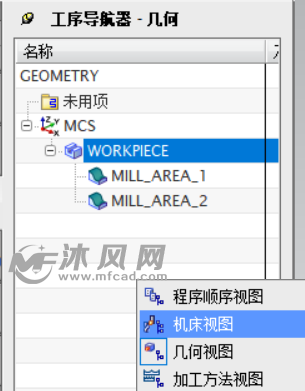 工序导航器 - 几何
名称
GEOMETRY
未用项
MCS
WORKPIECE
MILL_AREA_1
MILL_AREA_2
沐风网
www.mfcad.com
程序顺序视图
机床视图
几何视图
加工方法视图